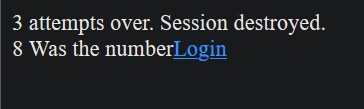 3 attempts over. Session destroyed.
8 Was the numberLogin